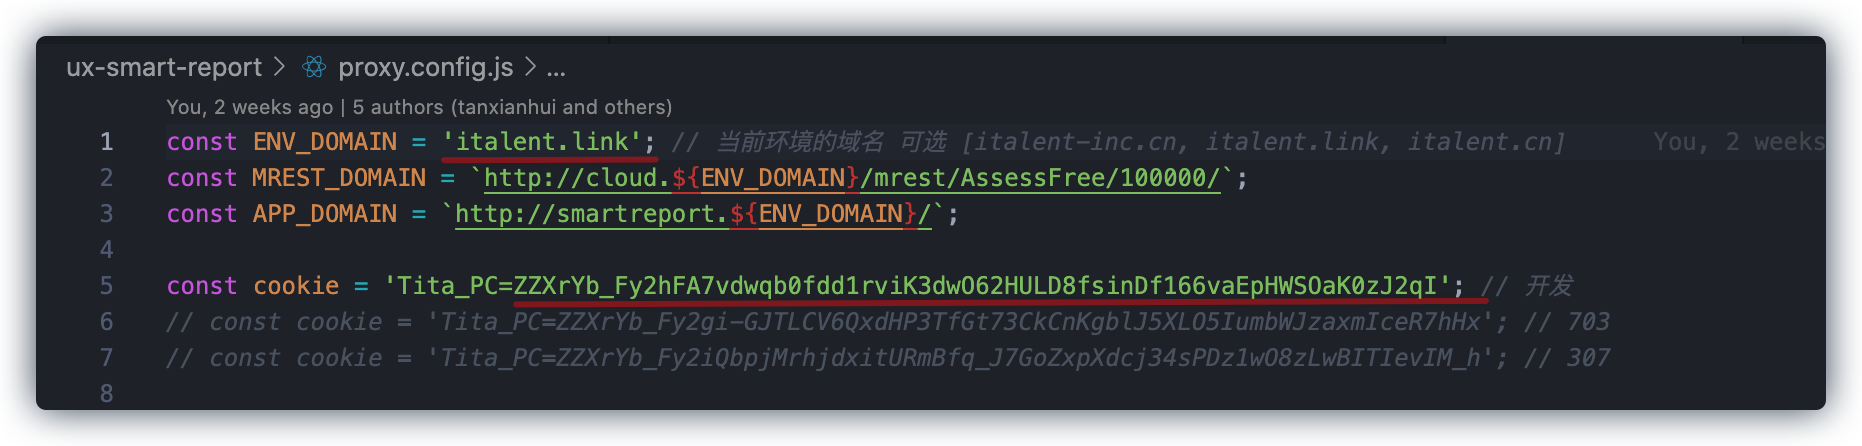 ux-smart-report > proxy.config.js > ...
You, 2 weeks ago | 5 authors (tanxianhui and others)
1 const ENV_DOMAIN = 'italent.link'; // 当前环境的域名 可选 [italent-inc.cn, italent.link, italent.cn] You, 2 weeks
2 const MREST_DOMAIN = `http://cloud.${ENV_DOMAIN}/mrest/AssessFree/100000/`;
3 const APP_DOMAIN = `http://smartreport.${ENV_DOMAIN}/`;
4
5 const cookie = 'Tita_PC=ZZXrYb_Fy2hFA7vdwqb0fdd1rviK3dwO62HULD8fsinDf166vaEpHWSOaK0zJ2qI'; // 开发
6 // const cookie = 'Tita_PC=ZZXrYb_Fy2gi-GJTLCV6QxdHP3TfGt73CkCnKgblJ5XLO5IumbWJzaxmIceR7hHx'; // 703
7 // const cookie = 'Tita_PC=ZZXrYb_Fy2iQbpjMrhjdxitURmBfq_J7GoZxpXdcj34sPDz1wO8zLwBITIevIM_h'; // 307
8